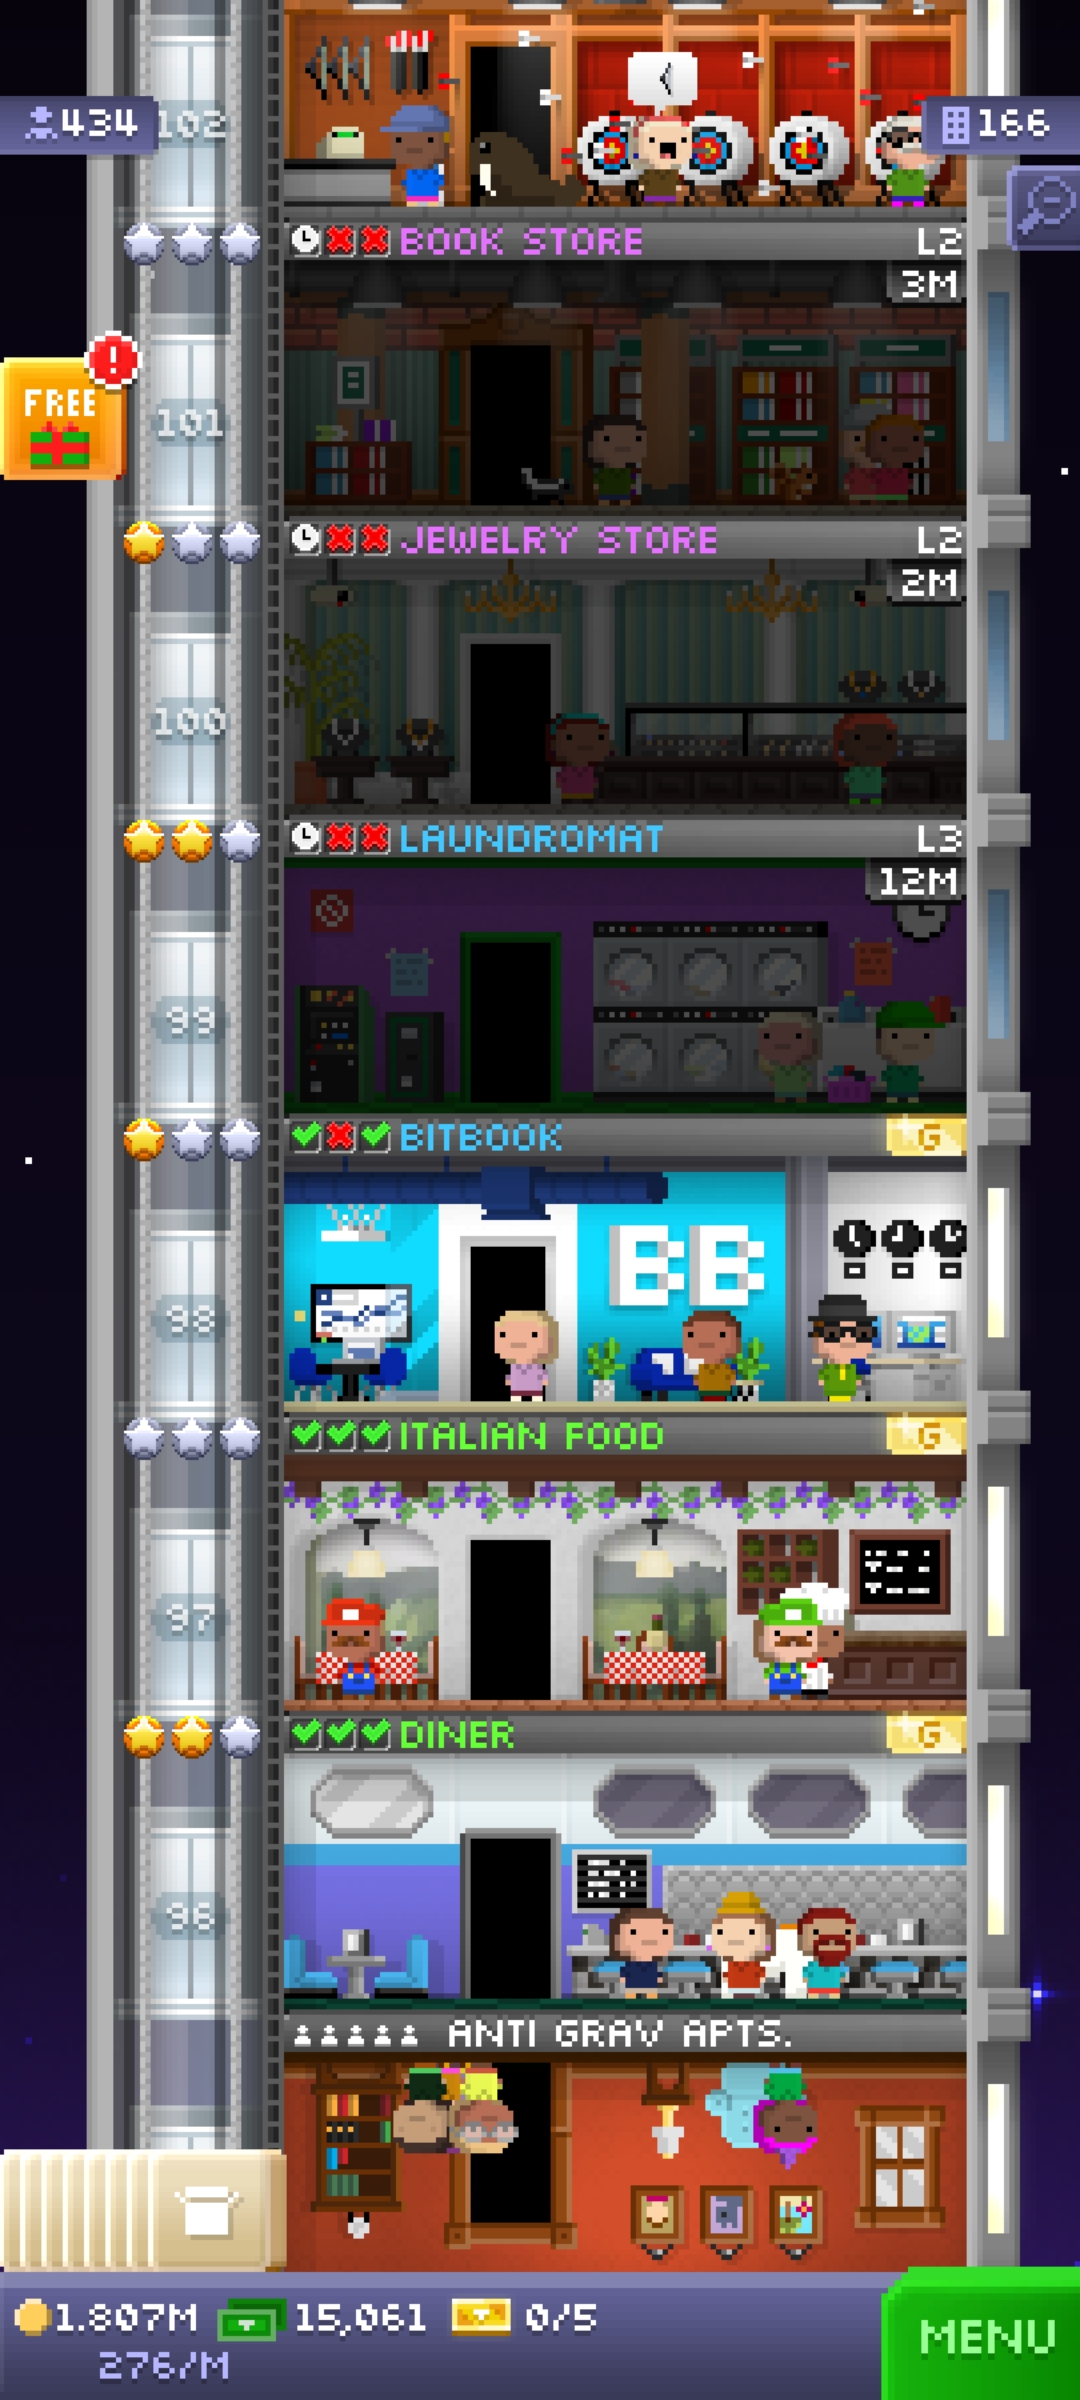 434
102
166
BOOK STORE
L2
3M
FREE
!
101
JEWELRY STORE
L2
2M
100
LAUNDROMAT
L3
12M
99
BITBOOK
G
BB
98
ITALIAN FOOD
G
97
DINER
G
96
ANTI GRAV APTS.
1.807M
15,061
0/5
276/M
MENU